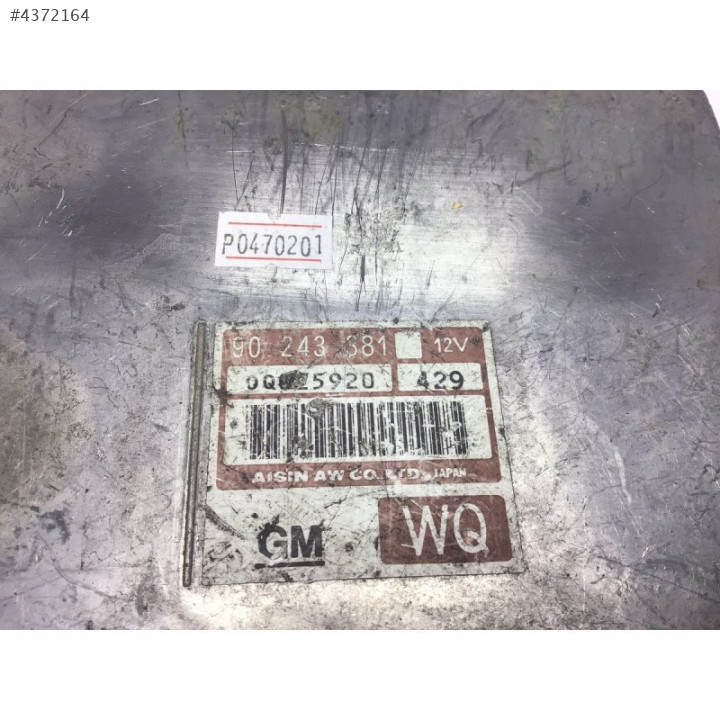 #4372164
P0470201
90 243 381 12V
429
AISIN AW CO., LTD. JAPAN
GM WQ